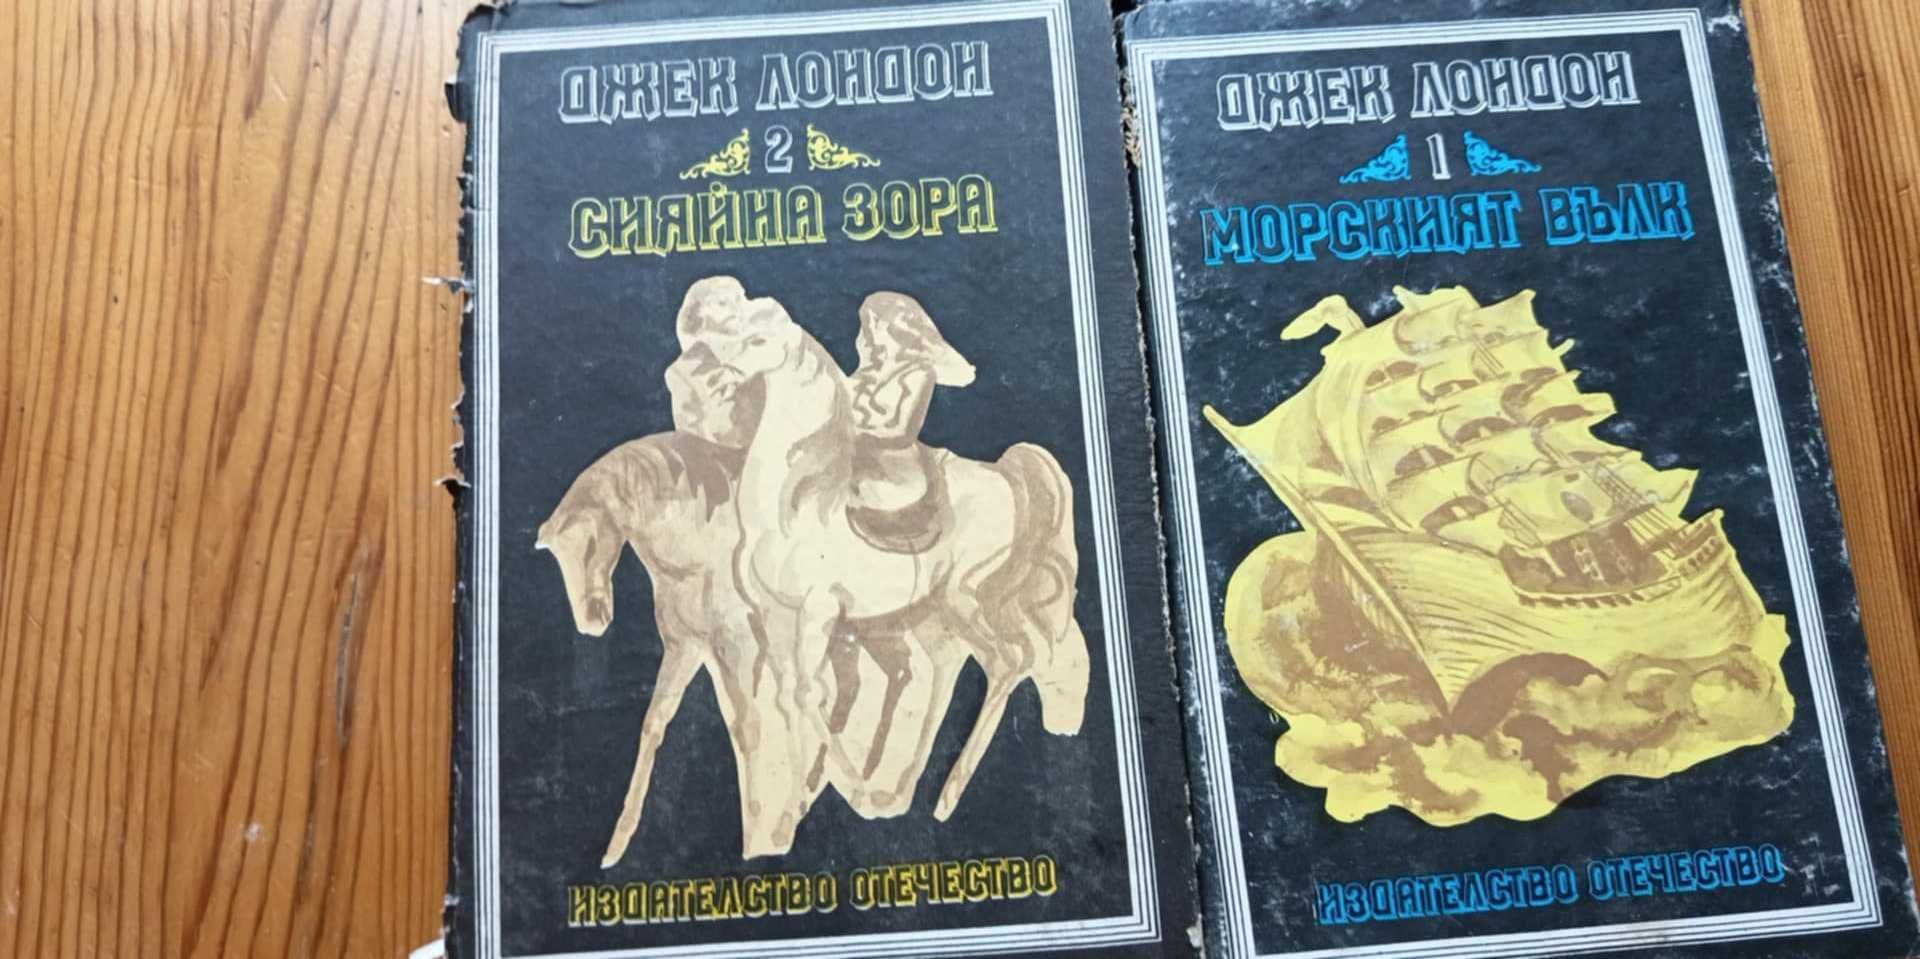 ДЖЕК ЛОНДОН
2
СИЯЙНА ЗОРА
ИЗДАТЕЛСТВО ОТЕЧЕСТВО
ДЖЕК ЛОНДОН
1
МОРСКИЯТ ВЪЛК
ИЗДАТЕЛСТВО ОТЕЧЕСТВО